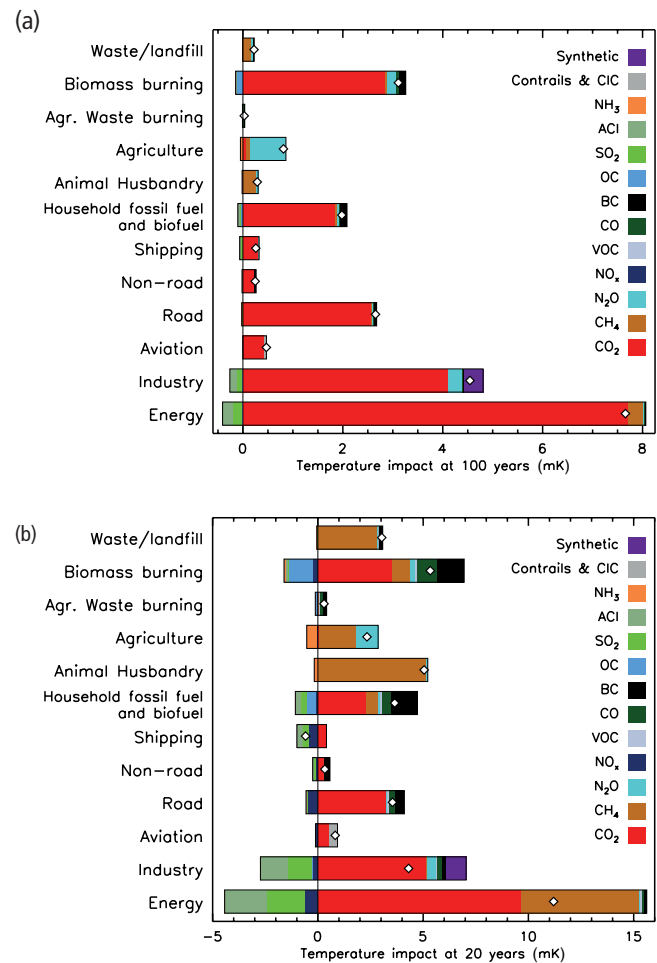 (a)
Waste/landfill
Biomass burning
Agr. Waste burning
Agriculture
Animal Husbandry
Household fossil fuel
and biofuel
Shipping
Non-road
Road
Aviation
Industry
Energy
Synthetic
Contrails & CIC
NH₃
ACI
SO₂
OC
BC
CO
VOC
NOₓ
N₂O
CH₄
CO₂
0 2 4 6 8
Temperature impact at 100 years (mK)
(b)
Waste/landfill
Biomass burning
Agr. Waste burning
Agriculture
Animal Husbandry
Household fossil fuel
and biofuel
Shipping
Non-road
Road
Aviation
Industry
Energy
Synthetic
Contrails & CIC
NH₃
ACI
SO₂
OC
BC
CO
VOC
NOₓ
N₂O
CH₄
CO₂
-5 0 5 10 15
Temperature impact at 20 years (mK)